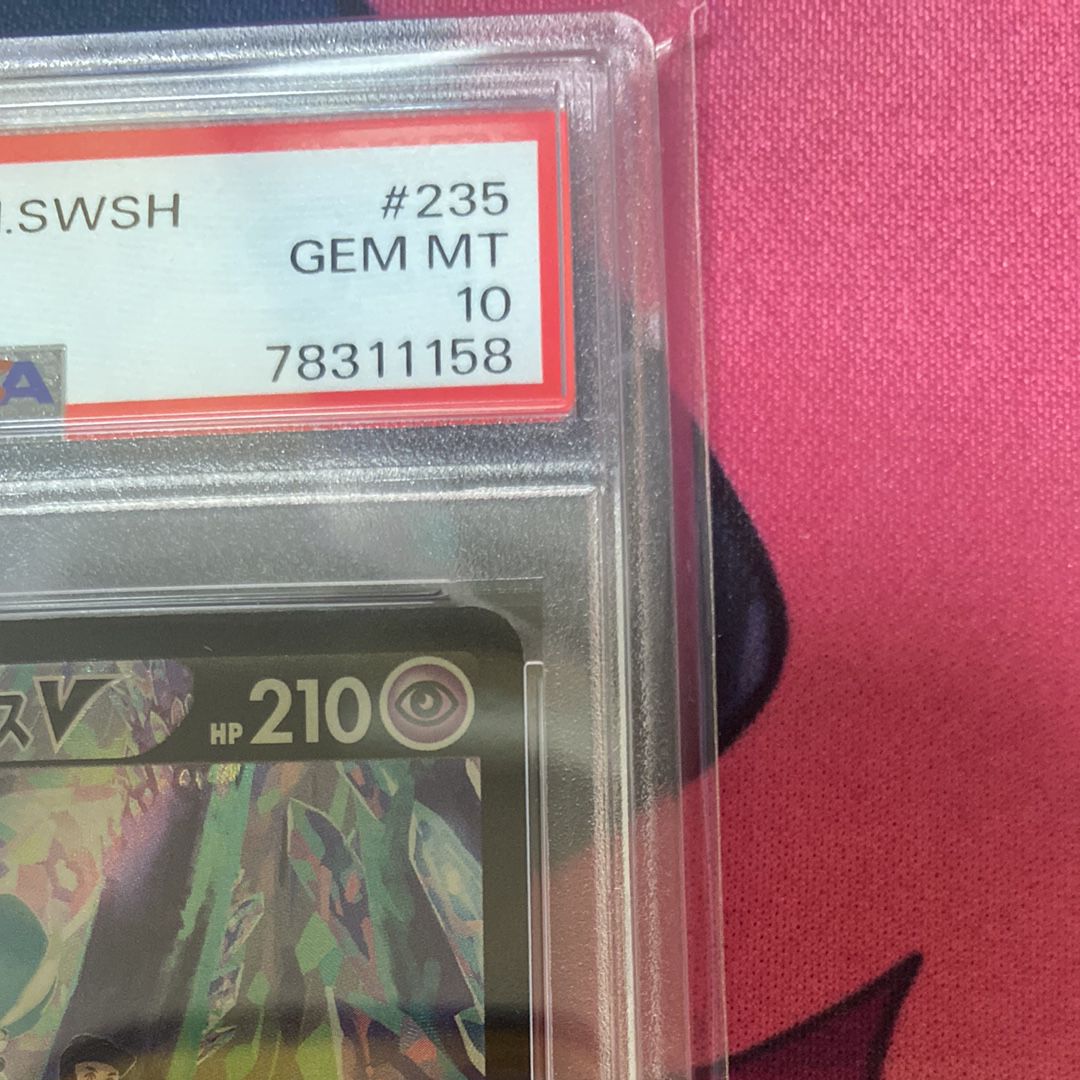 .SWSH #235
GEM MT
10
78311158
スV HP 210